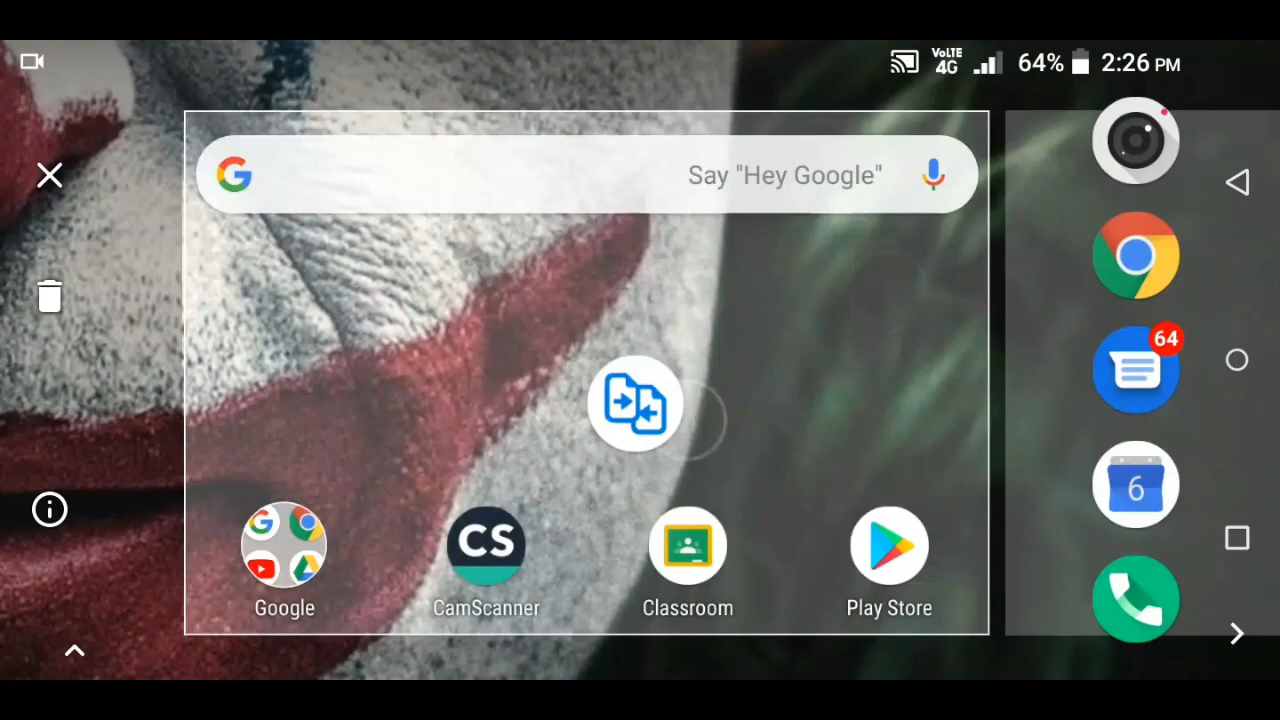 VoLTE
4G
64%
2:26 PM
Say "Hey Google"
64
6
CS
Google
CamScanner
Classroom
Play Store